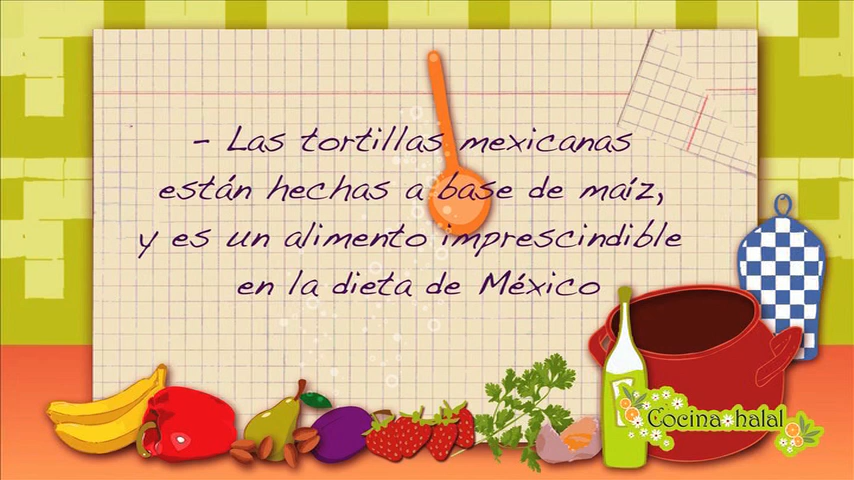 - Las tortillas mexicanas
están hechas a base de maíz,
y es un alimento imprescindible
en la dieta de México
Cocina halal